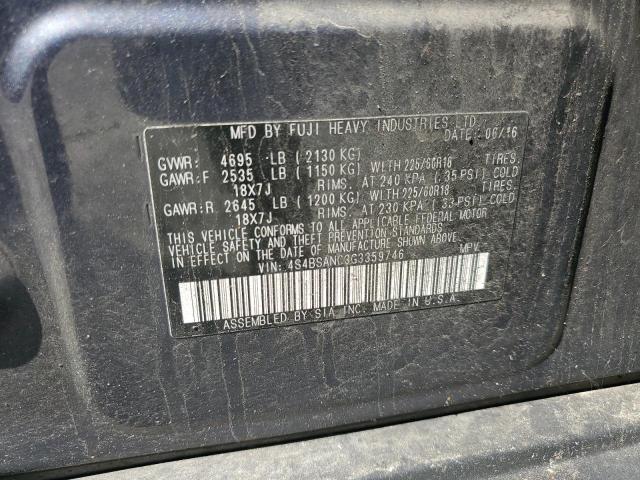 MFD BY FUJI HEAVY INDUSTRIES LTD.
DATE: 06/16
GVWR: 4695 LB (2130 KG)
GAWR:F 2535 LB (1150 KG) WITH 225/60R18 TIRES.
18X7J RIMS. AT 240 KPA (35 PSI) COLD
GAWR:R 2645 LB (1200 KG) WITH 225/60R18 TIRES.
18X7J RIMS. AT 230 KPA (33 PSI) COLD
THIS VEHICLE CONFORMS TO ALL APPLICABLE FEDERAL MOTOR
VEHICLE SAFETY AND THEFT PREVENTION STANDARDS
IN EFFECT ON THE DATE OF MANUFACTURE SHOWN ABOVE.
VIN: 4S4BSANC3G3359746 MPV
ASSEMBLED BY SIA, INC. MADE IN U.S.A.